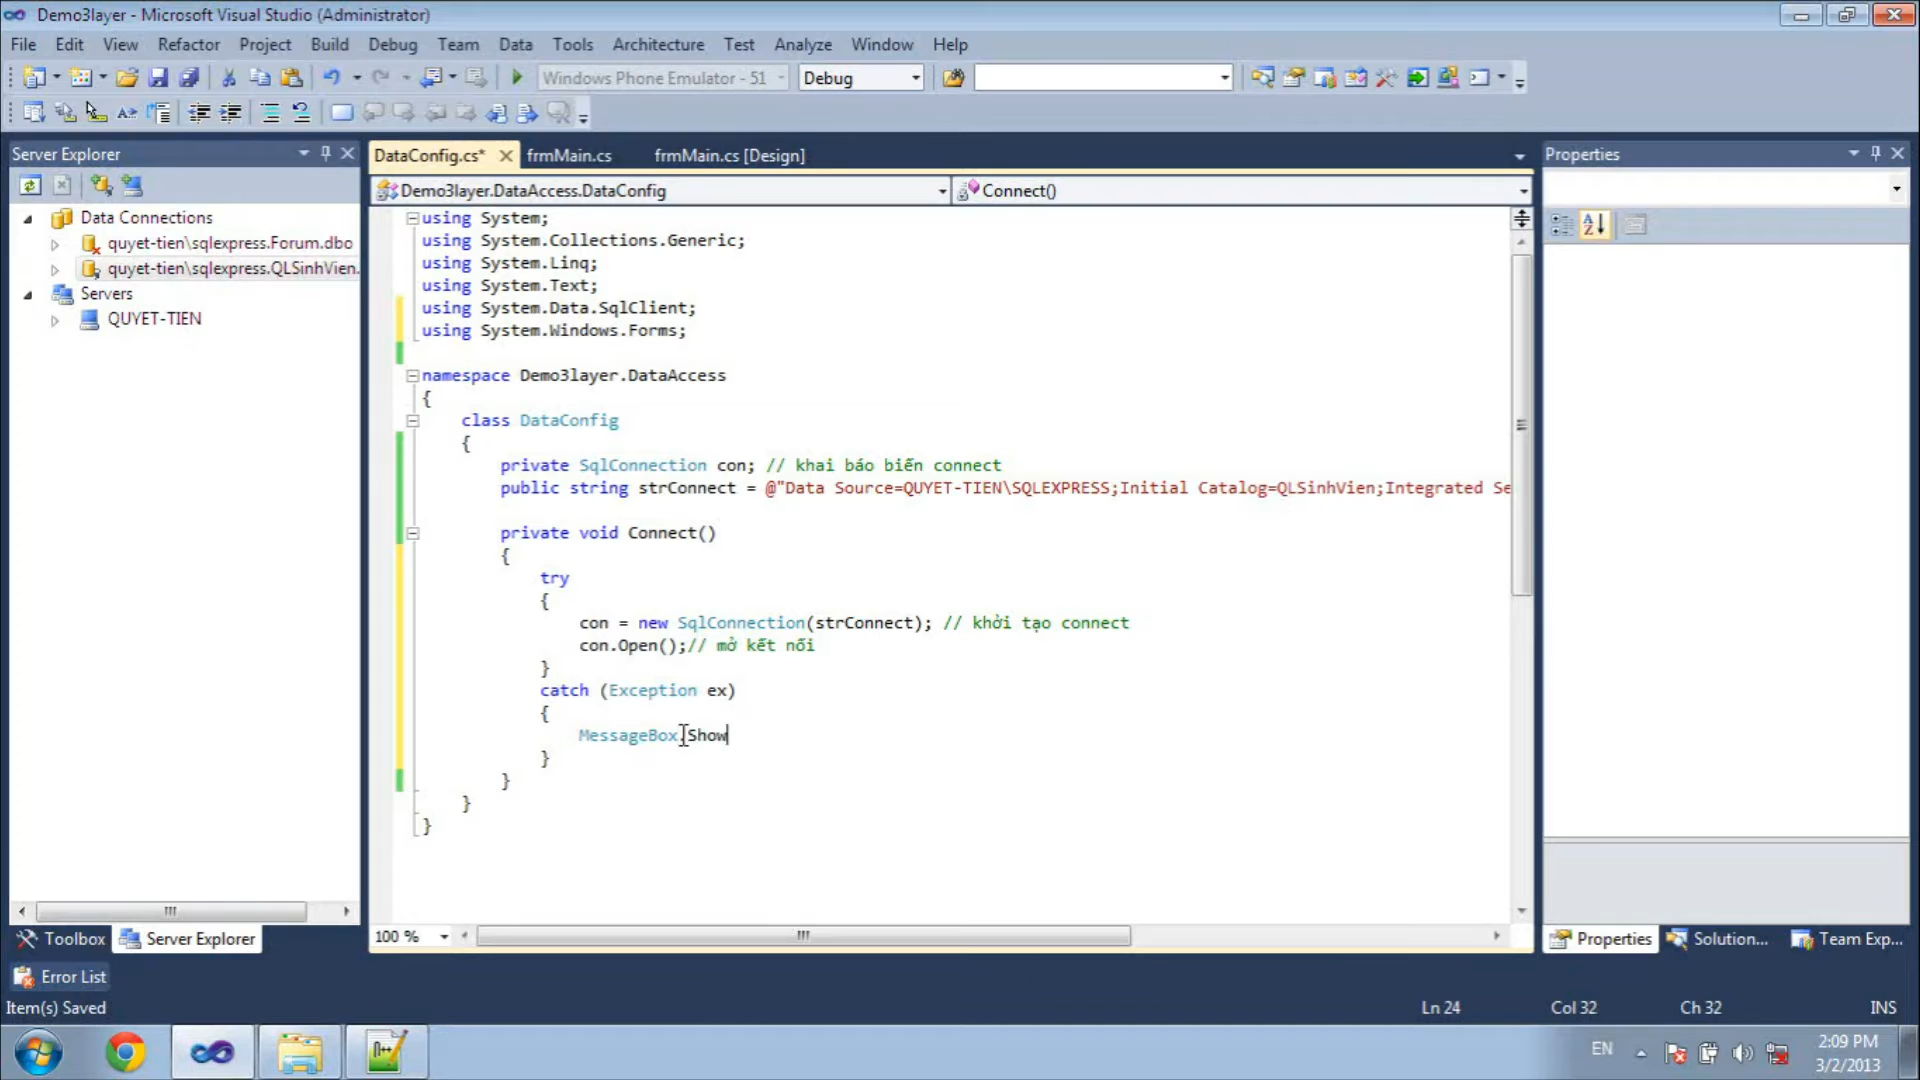 Demo3layer - Microsoft Visual Studio (Administrator)
File Edit View Refactor Project Build Debug Team Data Tools Architecture Test Analyze Window Help
Windows Phone Emulator - 51 Debug
Server Explorer
DataConfig.cs* frmMain.cs frmMain.cs [Design]
Properties
Demo3layer.DataAccess.DataConfig Connect()
Data Connections
quyet-tien\sqlexpress.Forum.dbo
quyet-tien\sqlexpress.QLSinhVien.
Servers
QUYET-TIEN
using System;
using System.Collections.Generic;
using System.Linq;
using System.Text;
using System.Data.SqlClient;
using System.Windows.Forms;
namespace Demo3layer.DataAccess
{
class DataConfig
{
private SqlConnection con; // khai báo biến connect
public string strConnect = @"Data Source=QUYET-TIEN\SQLEXPRESS;Initial Catalog=QLSinhVien;Integrated Se
private void Connect()
{
try
{
con = new SqlConnection(strConnect); // khởi tạo connect
con.Open();// mở kết nối
}
catch (Exception ex)
{
MessageBox.Show
}
}
}
}
100 %
Toolbox Server Explorer
Properties Solution... Team Exp...
Error List
Item(s) Saved
Ln 24 Col 32 Ch 32 INS
EN
2:09 PM
3/2/2013